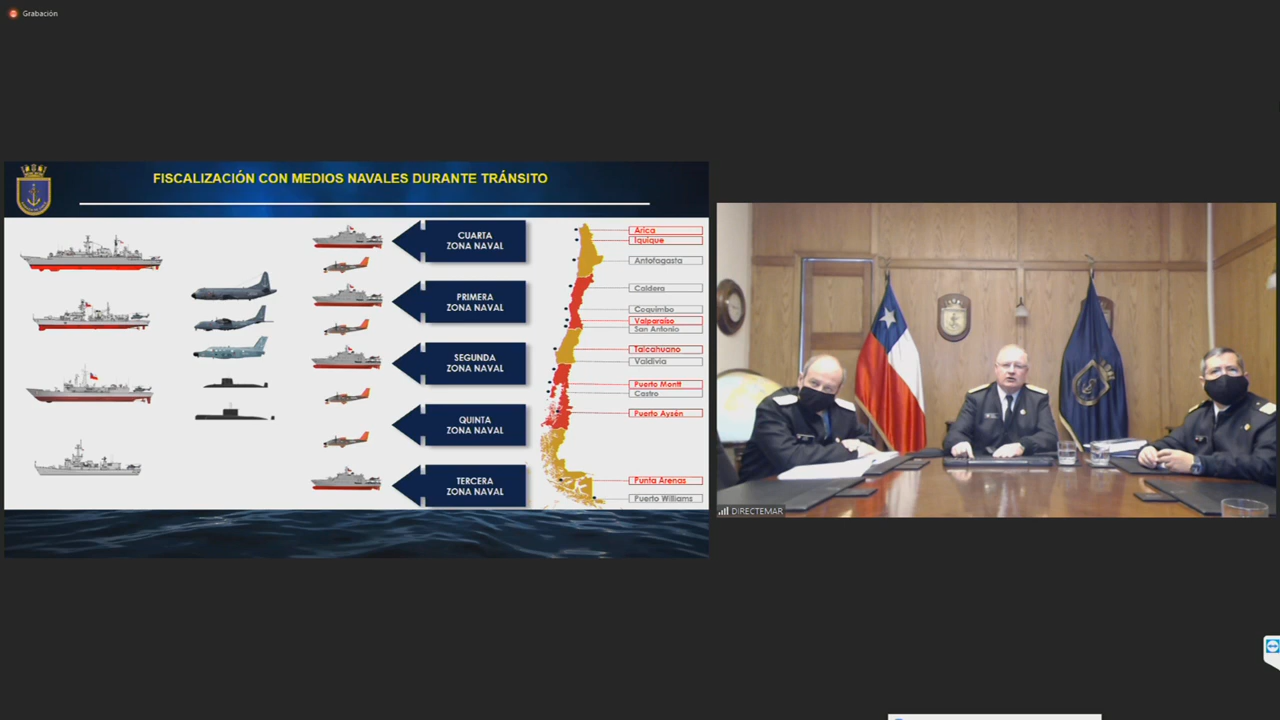 Grabación
FISCALIZACIÓN CON MEDIOS NAVALES DURANTE TRÁNSITO
CUARTA
ZONA NAVAL
PRIMERA
ZONA NAVAL
SEGUNDA
ZONA NAVAL
QUINTA
ZONA NAVAL
TERCERA
ZONA NAVAL
Arica
Iquique
Antofagasta
Caldera
Coquimbo
Valparaíso
San Antonio
Talcahuano
Valdivia
Puerto Montt
Castro
Puerto Aysén
Punta Arenas
Puerto Williams
DIRECTEMAR